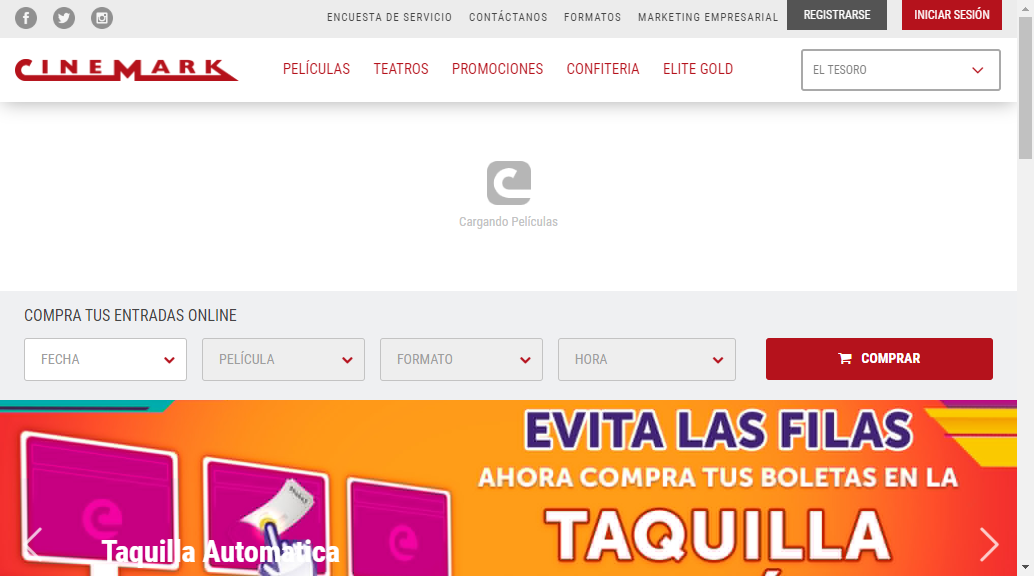 ENCUESTA DE SERVICIO CONTÁCTANOS FORMATOS MARKETING EMPRESARIAL REGISTRARSE INICIAR SESIÓN
CINEMARK PELÍCULAS TEATROS PROMOCIONES CONFITERIA ELITE GOLD EL TESORO
Cargando Películas
COMPRA TUS ENTRADAS ONLINE
FECHA PELÍCULA FORMATO HORA COMPRAR
EVITA LAS FILAS
AHORA COMPRA TUS BOLETAS EN LA
TAQUILLA
Taquilla Automática